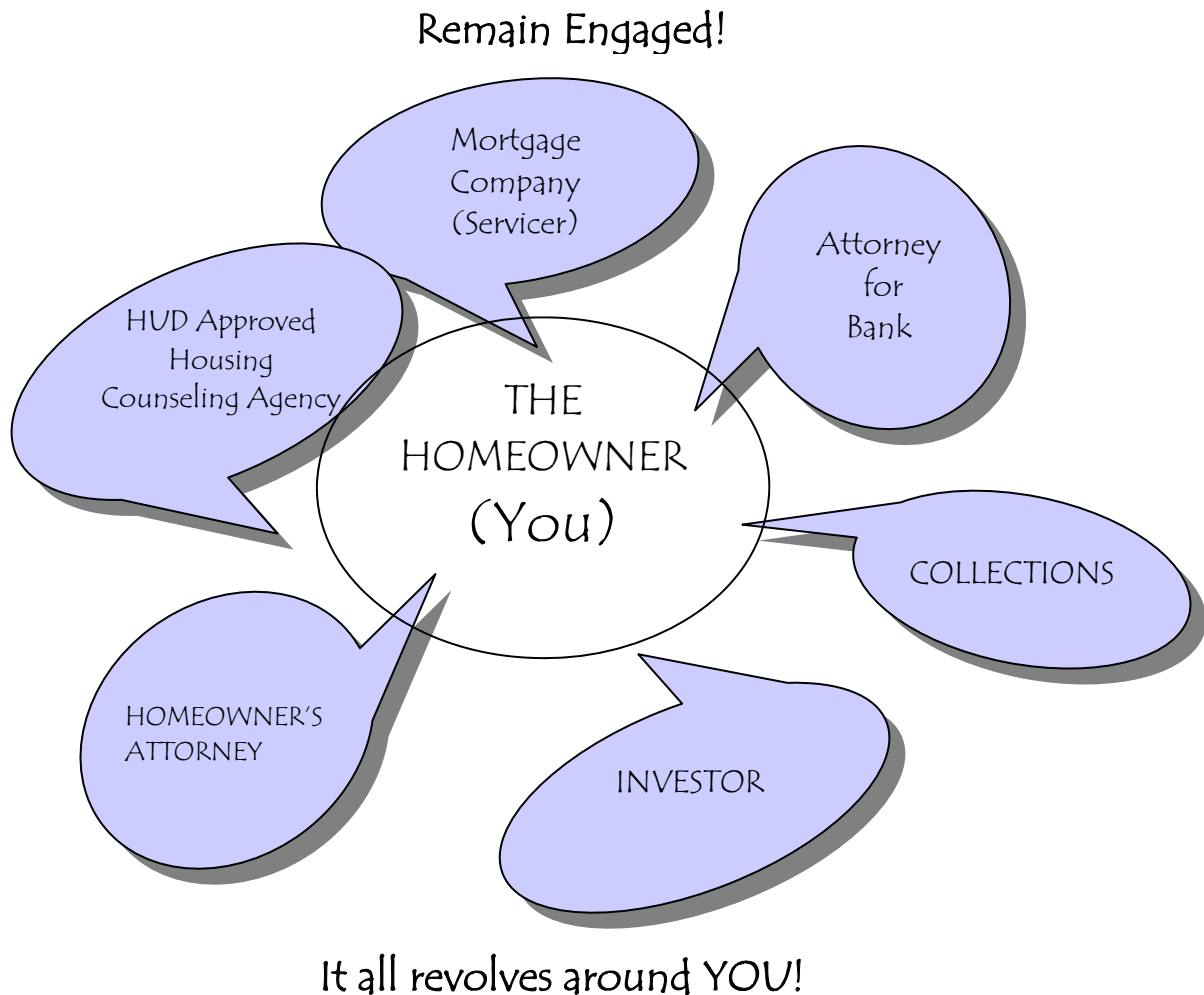 Remain Engaged!
Mortgage
Company
(Servicer)
Attorney
for
Bank
HUD Approved
Housing
Counseling Agency
THE
HOMEOWNER
(You)
COLLECTIONS
HOMEOWNER'S
ATTORNEY
INVESTOR
It all revolves around YOU!